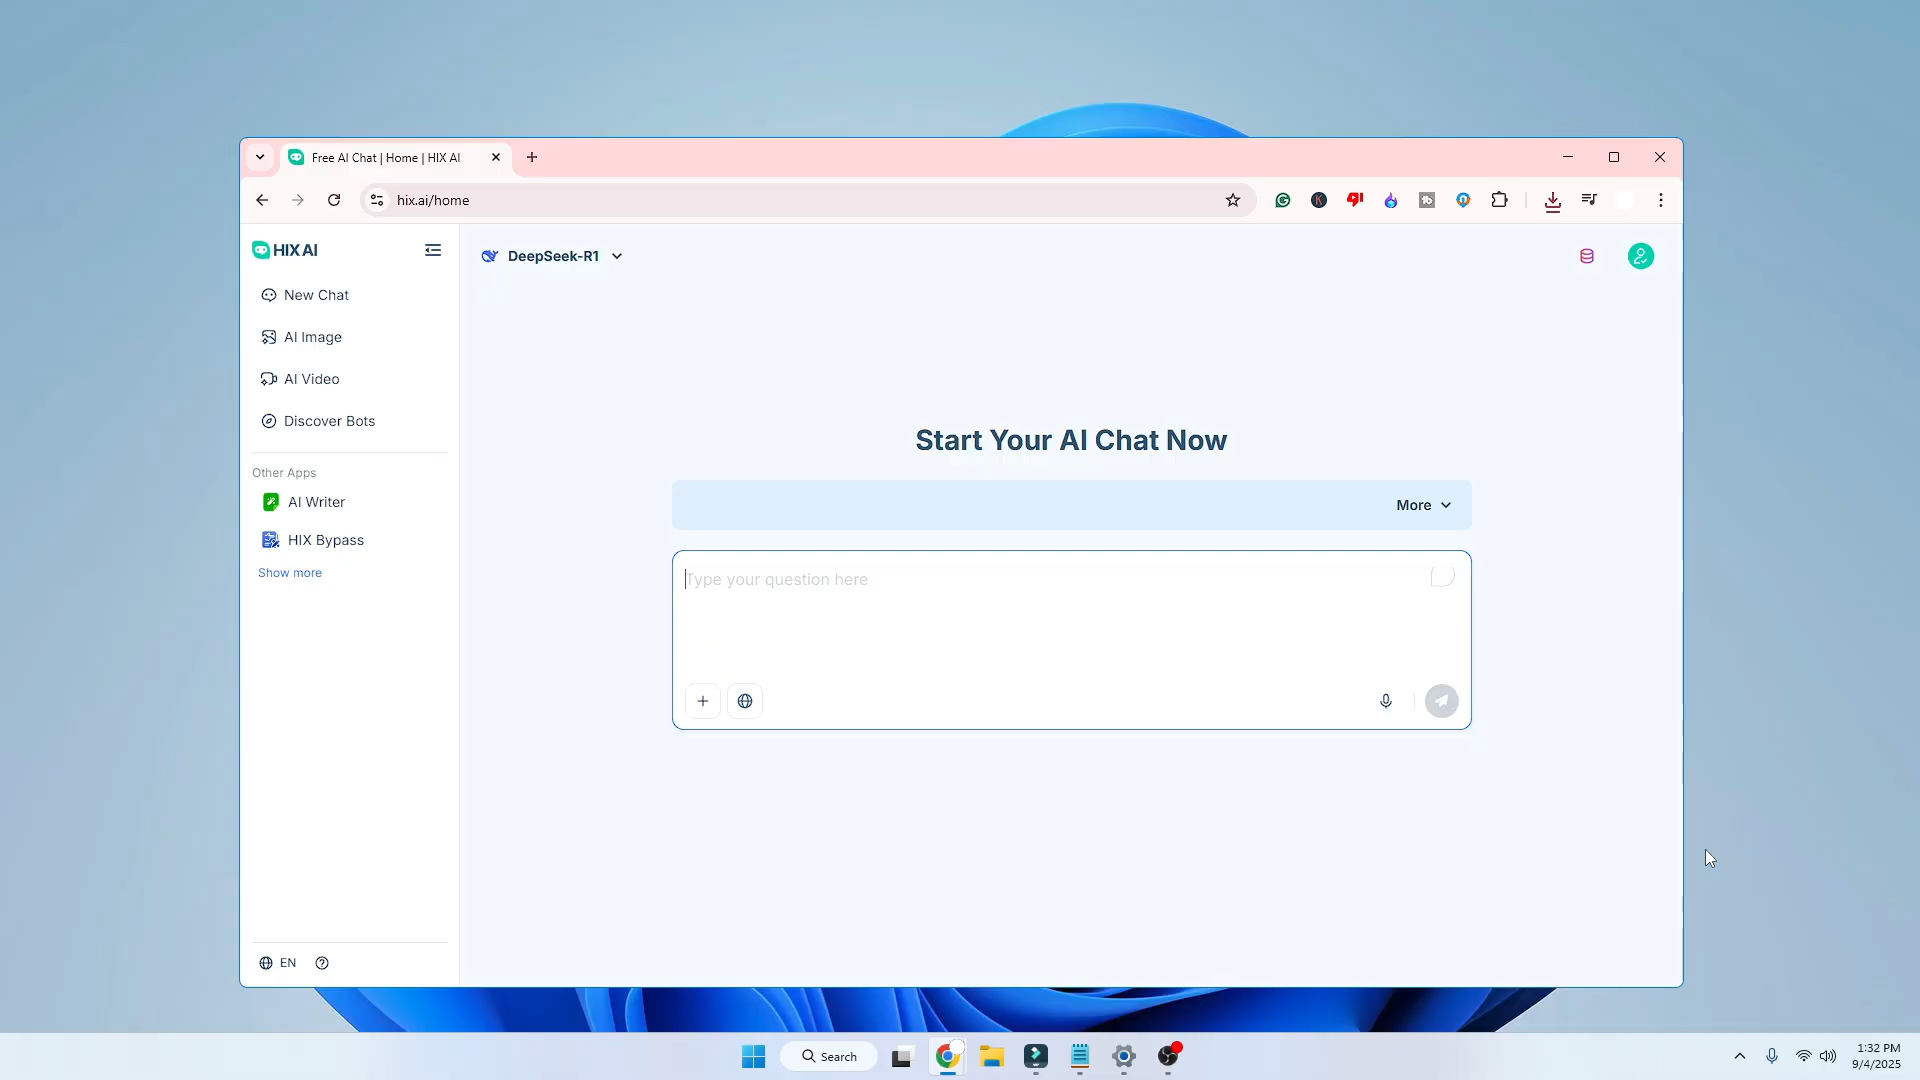 Free AI Chat | Home | HIX AI
hix.ai/home
HIX AI
DeepSeek-R1
New Chat
AI Image
AI Video
Discover Bots
Other Apps
AI Writer
HIX Bypass
Show more
Start Your AI Chat Now
More
Type your question here
EN
Search
1:32 PM
9/4/2025